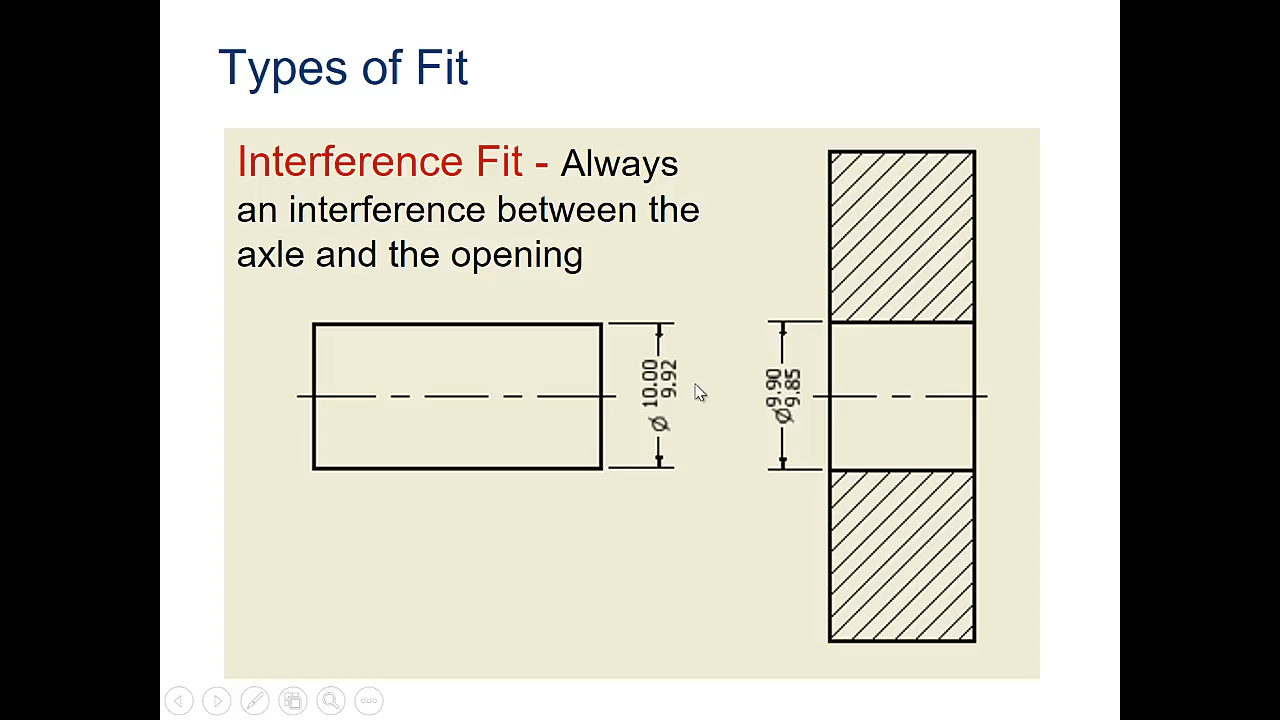 Types of Fit
Interference Fit - Always
an interference between the
axle and the opening
Ø 10.00
9.92
Ø9.90
9.85